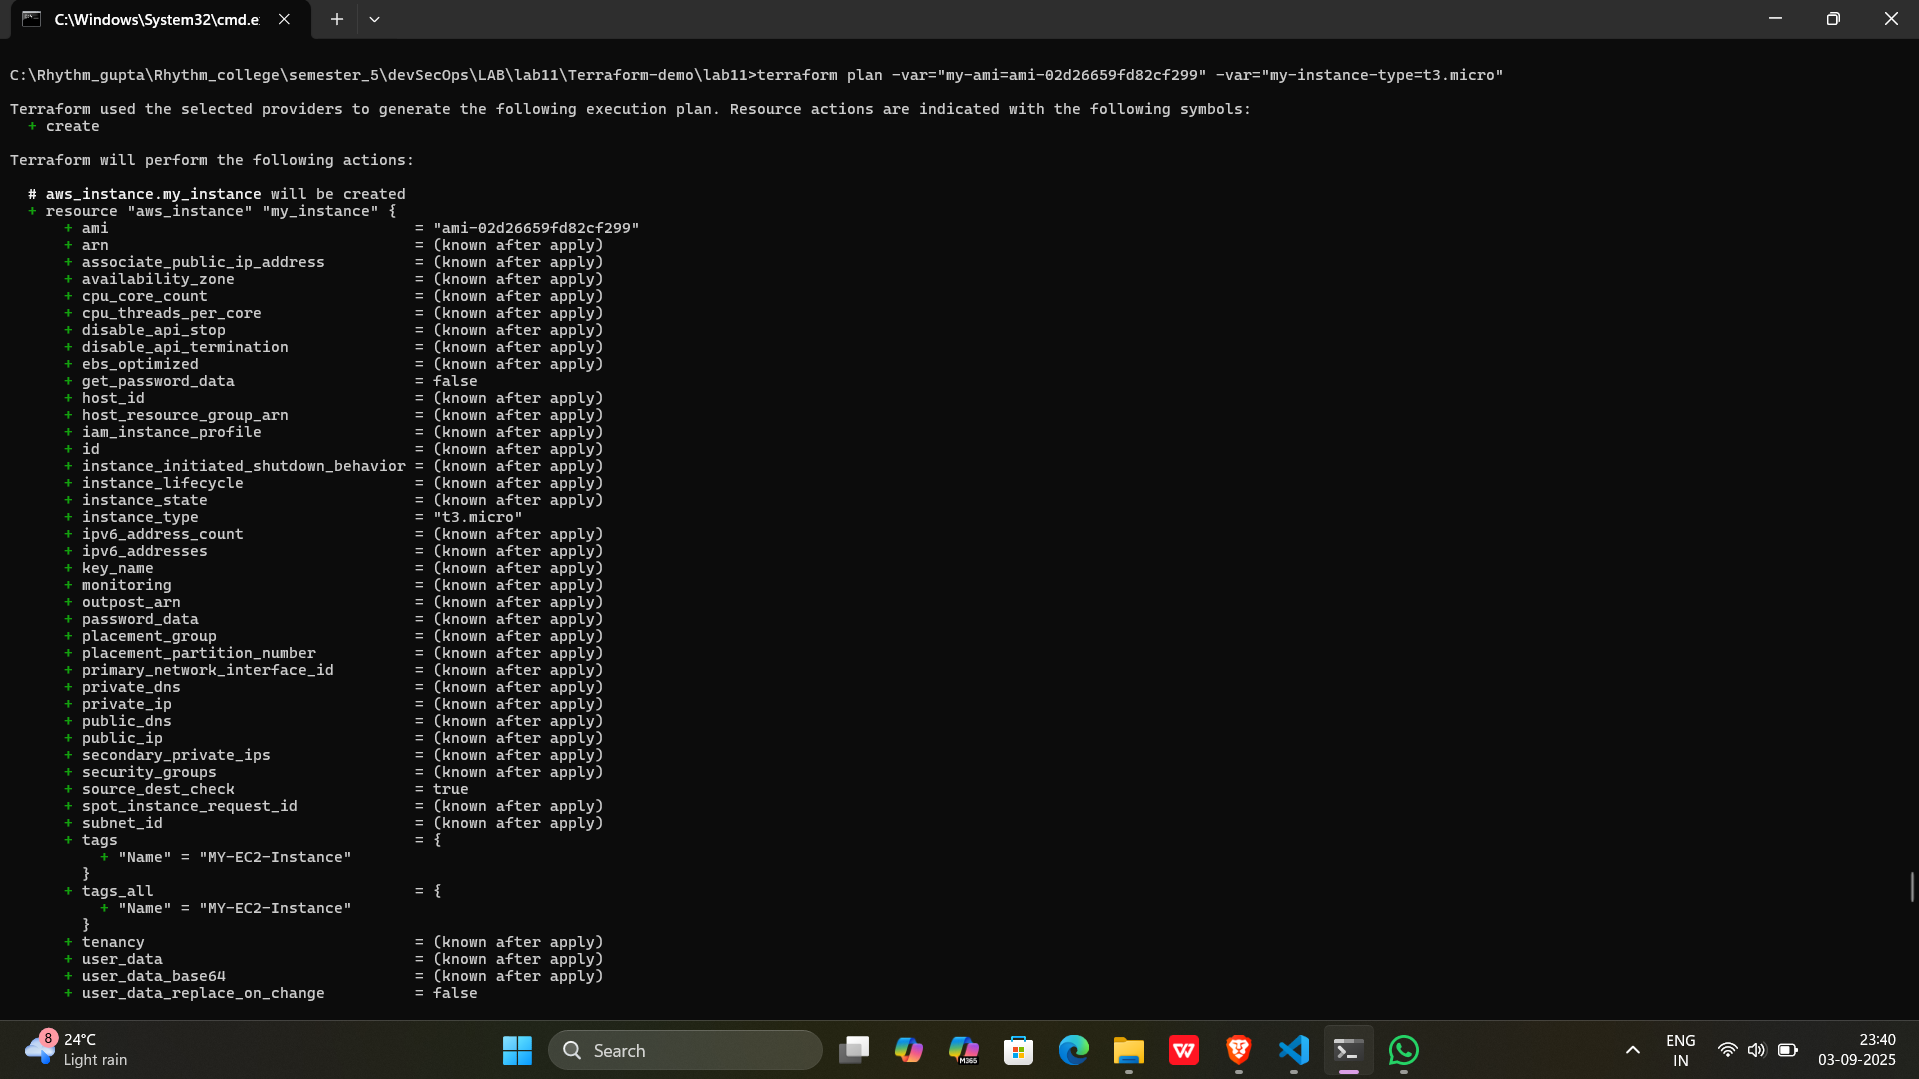 C:\Windows\System32\cmd.e
C:\Rhythm_gupta\Rhythm_college\semester_5\devSecOps\LAB\lab11\Terraform-demo\lab11>terraform plan -var="my-ami=ami-02d26659fd82cf299" -var="my-instance-type=t3.micro"
Terraform used the selected providers to generate the following execution plan. Resource actions are indicated with the following symbols:
  + create
Terraform will perform the following actions:
  # aws_instance.my_instance will be created
  + resource "aws_instance" "my_instance" {
      + ami                                  = "ami-02d26659fd82cf299"
      + arn                                  = (known after apply)
      + associate_public_ip_address          = (known after apply)
      + availability_zone                    = (known after apply)
      + cpu_core_count                       = (known after apply)
      + cpu_threads_per_core                 = (known after apply)
      + disable_api_stop                     = (known after apply)
      + disable_api_termination              = (known after apply)
      + ebs_optimized                        = (known after apply)
      + get_password_data                    = false
      + host_id                              = (known after apply)
      + host_resource_group_arn              = (known after apply)
      + iam_instance_profile                 = (known after apply)
      + id                                   = (known after apply)
      + instance_initiated_shutdown_behavior = (known after apply)
      + instance_lifecycle                   = (known after apply)
      + instance_state                       = (known after apply)
      + instance_type                        = "t3.micro"
      + ipv6_address_count                   = (known after apply)
      + ipv6_addresses                       = (known after apply)
      + key_name                             = (known after apply)
      + monitoring                           = (known after apply)
      + outpost_arn                          = (known after apply)
      + password_data                        = (known after apply)
      + placement_group                      = (known after apply)
      + placement_partition_number           = (known after apply)
      + primary_network_interface_id         = (known after apply)
      + private_dns                          = (known after apply)
      + private_ip                           = (known after apply)
      + public_dns                           = (known after apply)
      + public_ip                            = (known after apply)
      + secondary_private_ips                = (known after apply)
      + security_groups                      = (known after apply)
      + source_dest_check                    = true
      + spot_instance_request_id             = (known after apply)
      + subnet_id                            = (known after apply)
      + tags                                 = {
          + "Name" = "MY-EC2-Instance"
        }
      + tags_all                             = {
          + "Name" = "MY-EC2-Instance"
        }
      + tenancy                              = (known after apply)
      + user_data                            = (known after apply)
      + user_data_base64                     = (known after apply)
      + user_data_replace_on_change          = false
8
24°C
Light rain
Search
M365
W
ENG
IN
23:40
03-09-2025